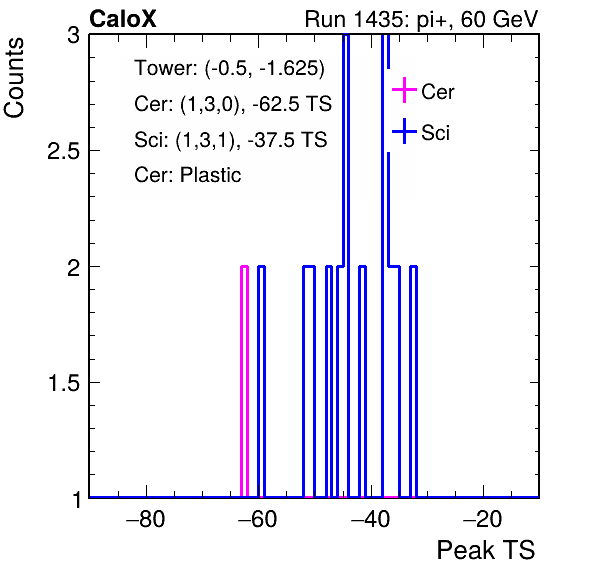 CaloX Run 1435: pi+, 60 GeV
Counts
3
2.5
2
1.5
1
Tower: (-0.5, -1.625)
Cer: (1,3,0), -62.5 TS
Sci: (1,3,1), -37.5 TS
Cer: Plastic
Cer
Sci
−80 −60 −40 −20
Peak TS